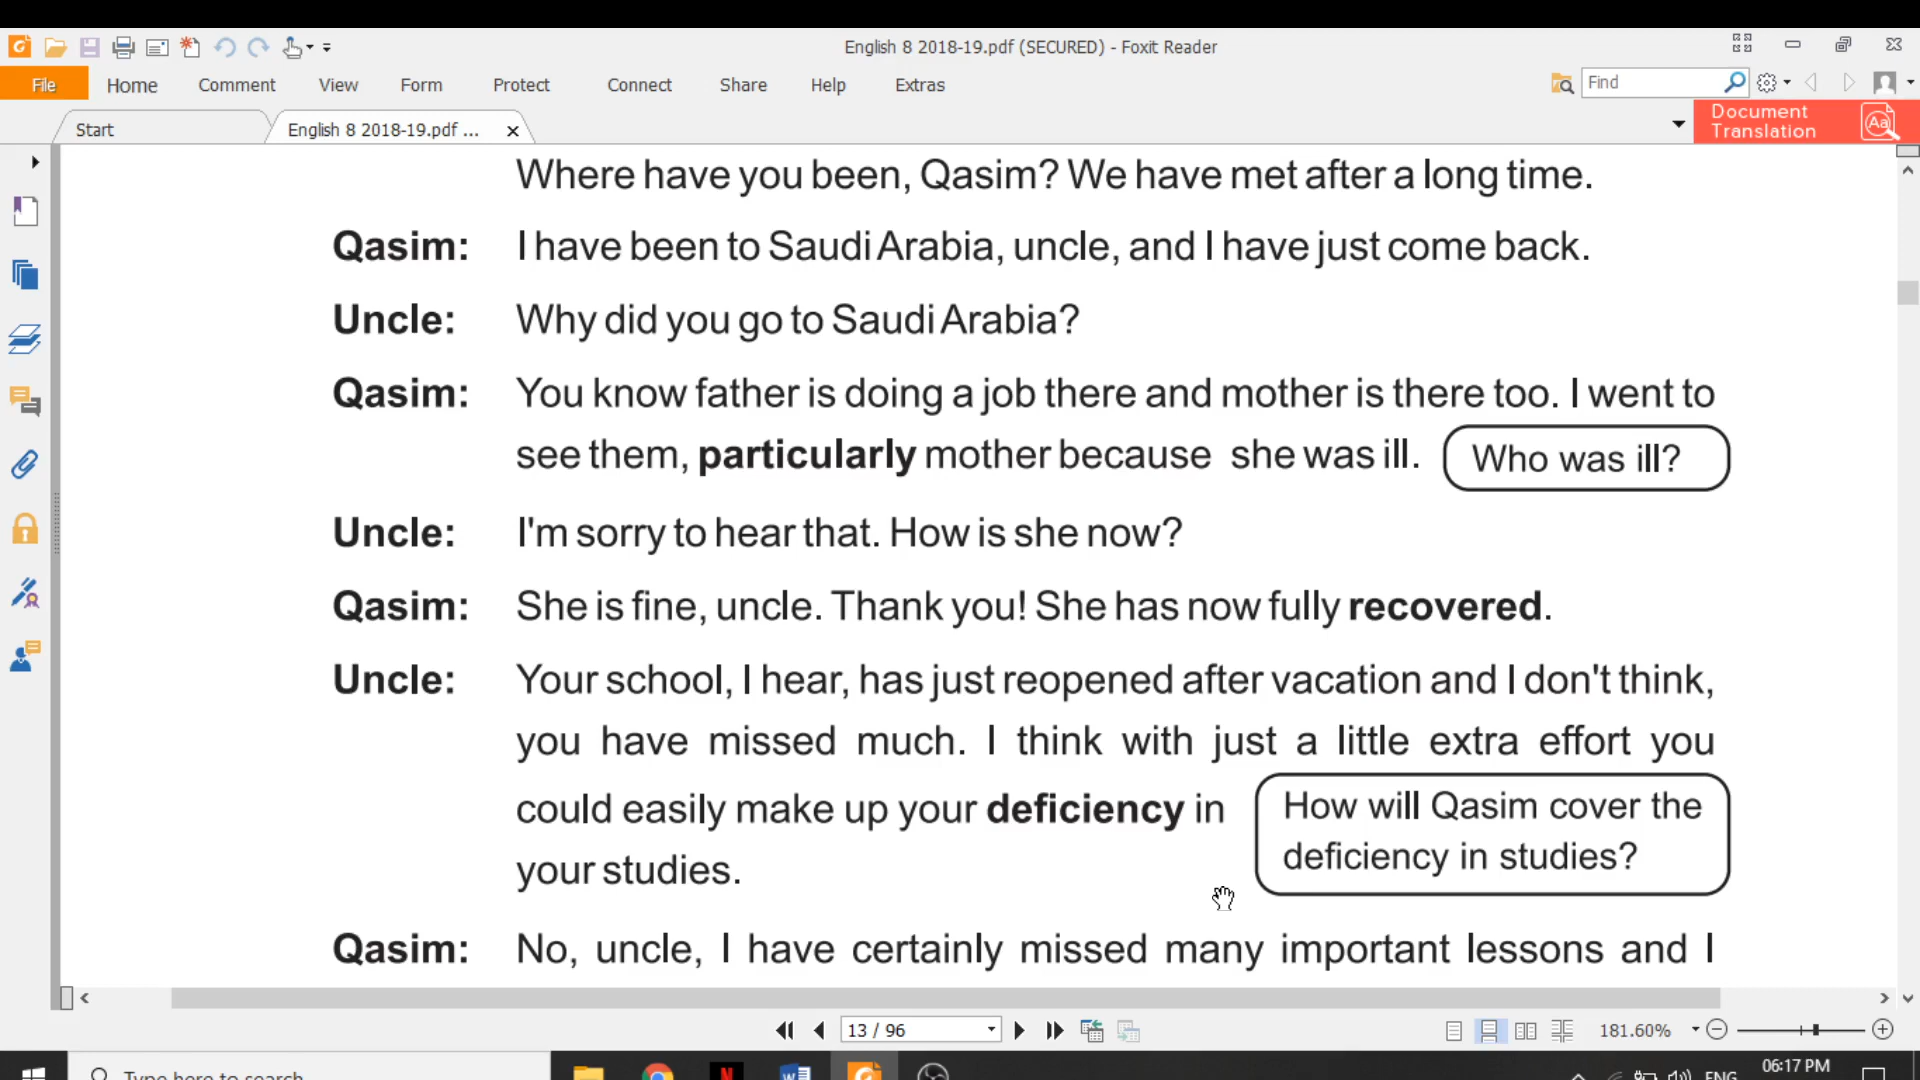 English 8 2018-19.pdf (SECURED) - Foxit Reader
File Home Comment View Form Protect Connect Share Help Extras Find
Start English 8 2018-19.pdf ... Document
Translation
Where have you been, Qasim? We have met after a long time.
Qasim: I have been to Saudi Arabia, uncle, and I have just come back.
Uncle: Why did you go to Saudi Arabia?
Qasim: You know father is doing a job there and mother is there too. I went to
see them, particularly mother because she was ill. Who was ill?
Uncle: I'm sorry to hear that. How is she now?
Qasim: She is fine, uncle. Thank you! She has now fully recovered.
Uncle: Your school, I hear, has just reopened after vacation and I don't think,
you have missed much. I think with just a little extra effort you
could easily make up your deficiency in
your studies.
How will Qasim cover the
deficiency in studies?
Qasim: No, uncle, I have certainly missed many important lessons and I
13 / 96 181.60%
Type here to search ENG 06:17 PM